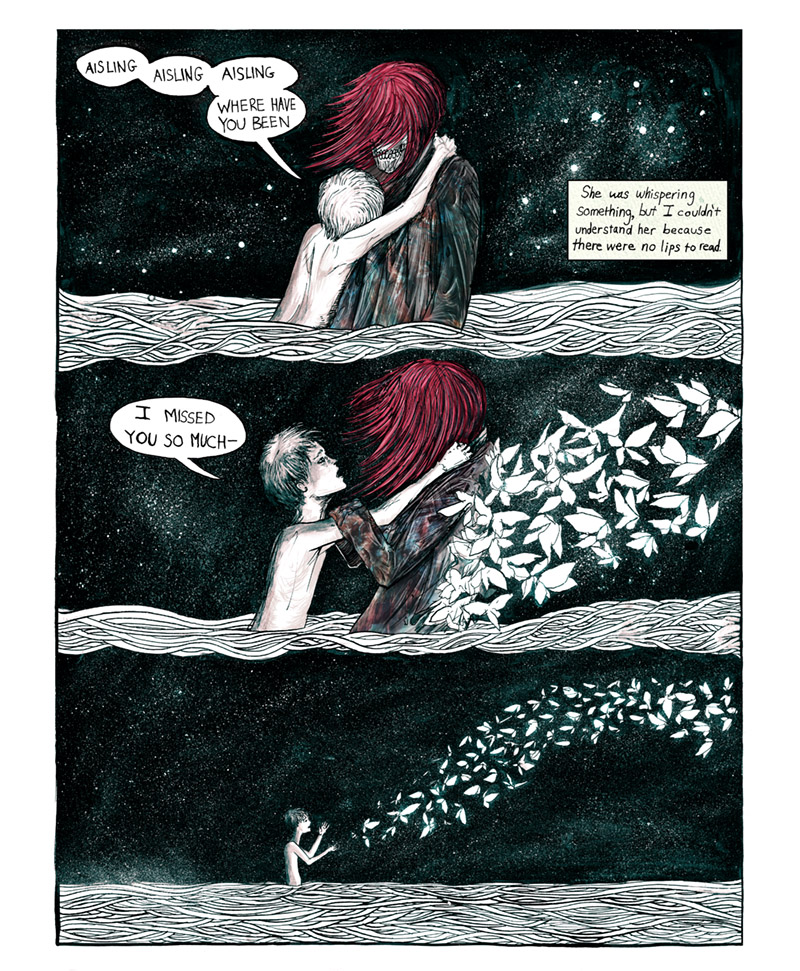 AISLING
AISLING
AISLING
WHERE HAVE
YOU BEEN
She was whispering
something, but I couldn't
understand her because
there were no lips to read.
I MISSED
YOU SO MUCH—